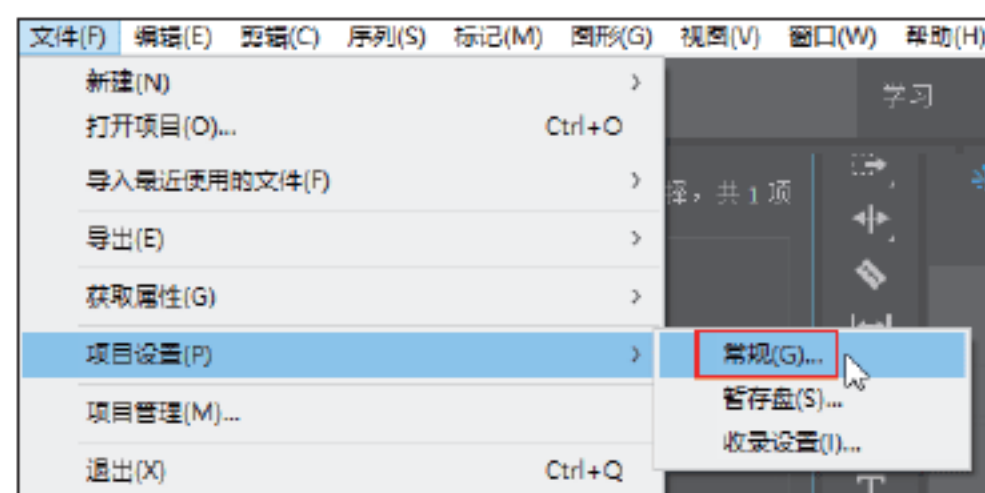 文件(F) 编辑(E) 剪辑(C) 序列(S) 标记(M) 图形(G) 视图(V) 窗口(W) 帮助(H)
新建(N) >
学习
打开项目(O)... Ctrl+O
导入最近使用的文件(F) >
择，共 1 项
导出(E) >
获取属性(G) >
项目设置(P) >
常规(G)...
暂存盘(S)...
项目管理(M)...
收录设置(I)...
退出(X) Ctrl+Q
T